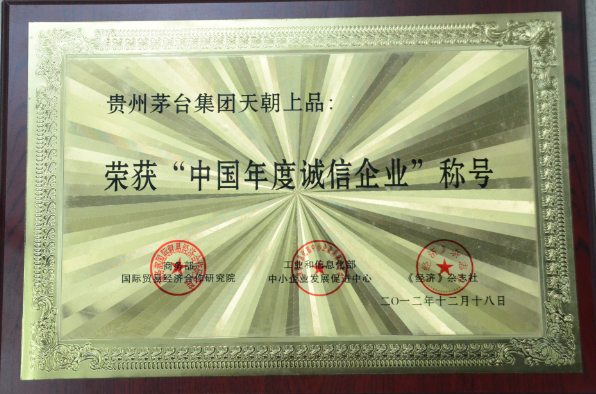 贵州茅台集团天朝上品:
荣获“中国年度诚信企业”称号
商务部
国际贸易经济合作研究院
工业和信息化部
中小企业发展促进中心
《经济》杂志社
二〇一二年十二月十八日